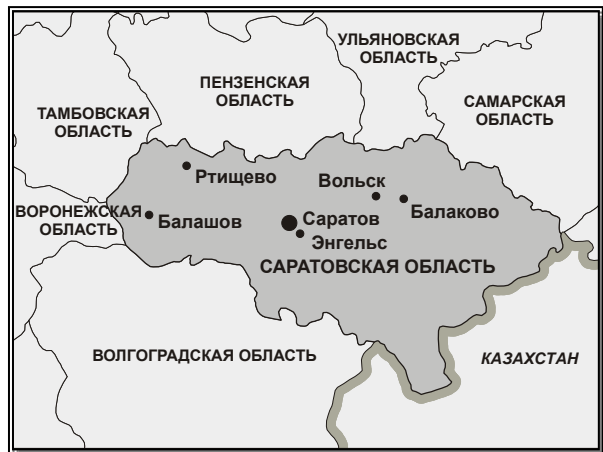 УЛЬЯНОВСКАЯ
ОБЛАСТЬ
ПЕНЗЕНСКАЯ
ОБЛАСТЬ
САМАРСКАЯ
ОБЛАСТЬ
ТАМБОВСКАЯ
ОБЛАСТЬ
Ртищево
Вольск
Балаково
ВОРОНЕЖСКАЯ
ОБЛАСТЬ
Балашов
Саратов
Энгельс
САРАТОВСКАЯ ОБЛАСТЬ
ВОЛГОГРАДСКАЯ ОБЛАСТЬ
КАЗАХСТАН